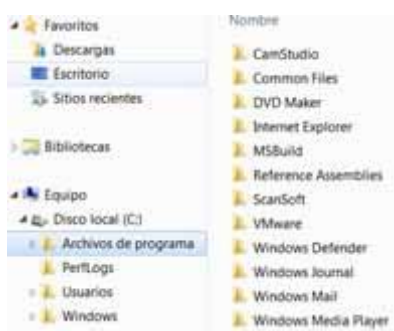 Favoritos
Descargas
Escritorio
Sitios recientes
Bibliotecas
Equipo
Disco local (C:)
Archivos de programa
PerfLogs
Usuarios
Windows
Nombre
CamStudio
Common Files
DVD Maker
Internet Explorer
MSBuild
Reference Assemblies
ScanSoft
VMware
Windows Defender
Windows Journal
Windows Mail
Windows Media Player